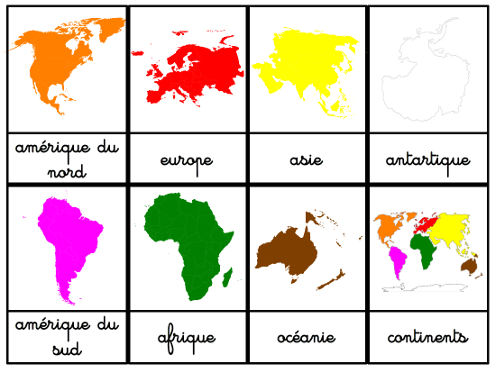 amérique du
nord
europe
asie
antartique
amérique du
sud
afrique
océanie
continents